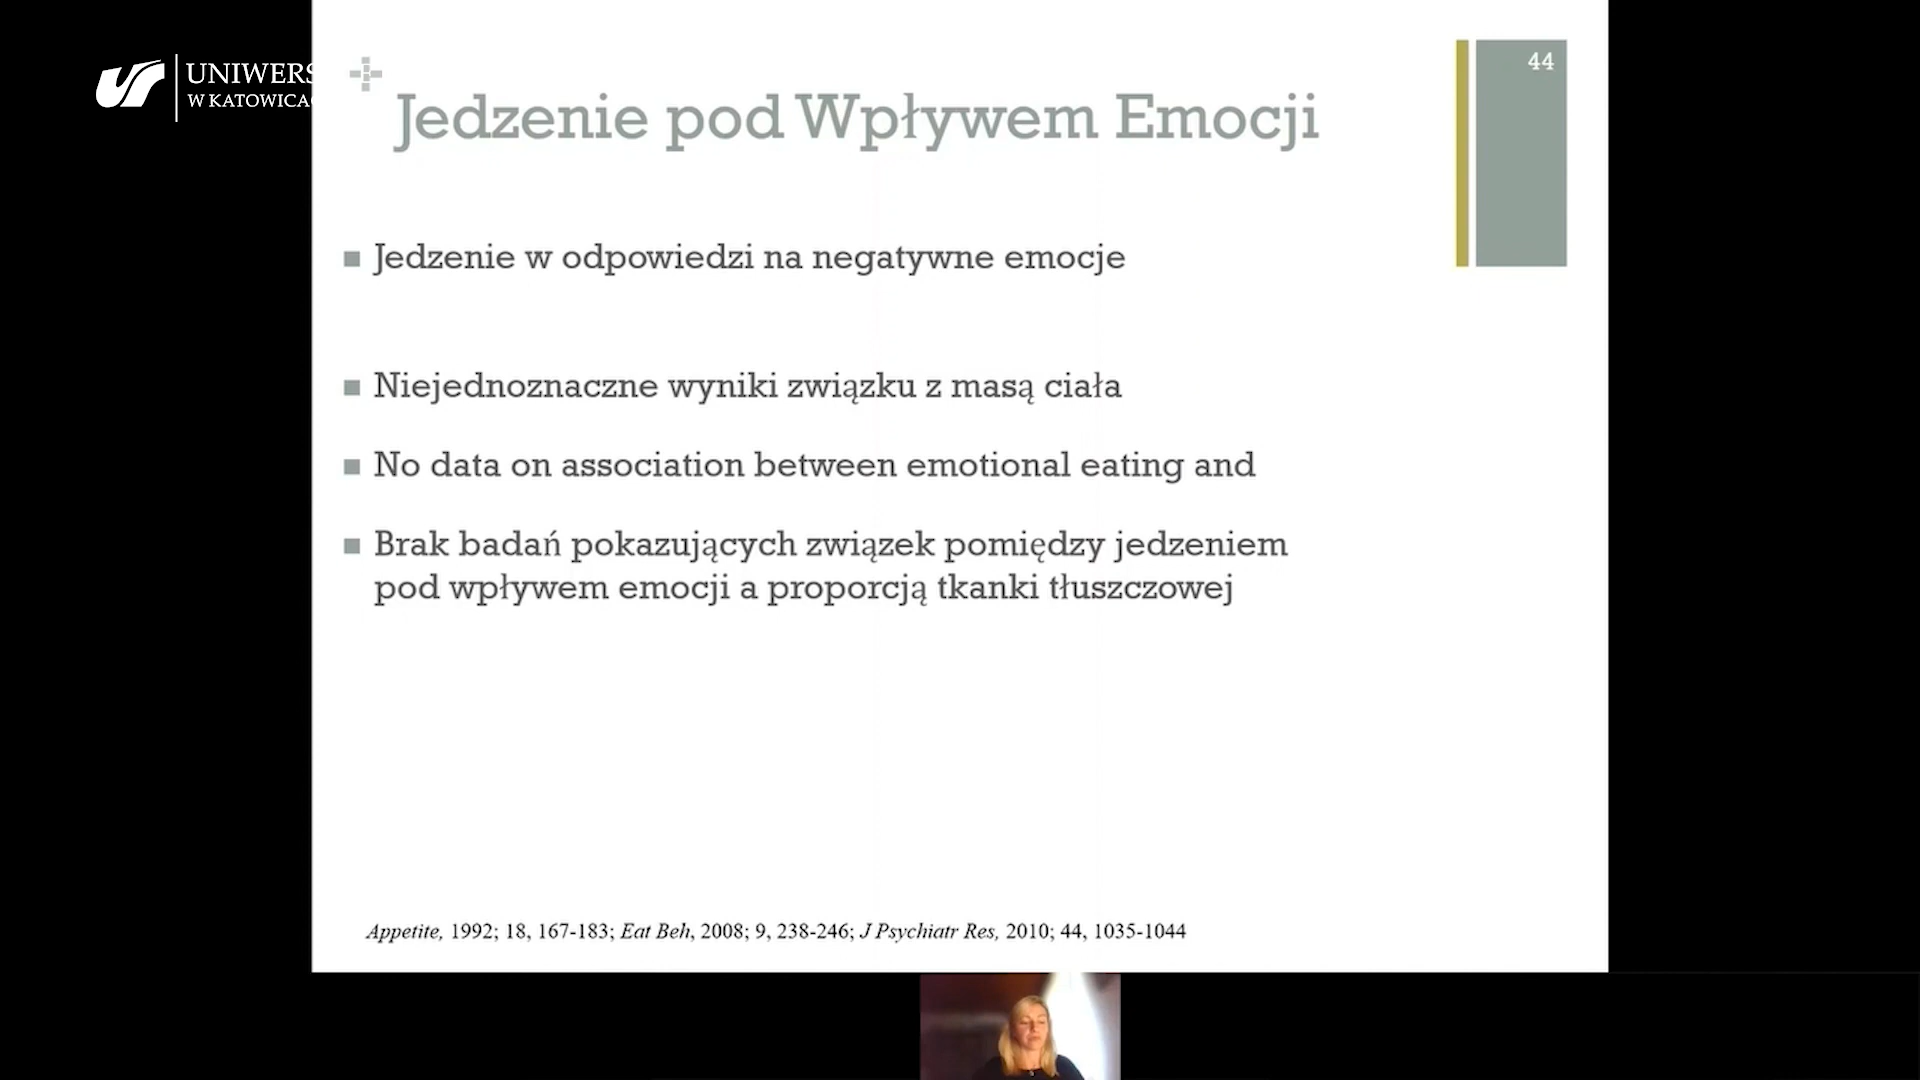 UNIWERS
W KATOWICA
44
Jedzenie pod Wpływem Emocji
Jedzenie w odpowiedzi na negatywne emocje
Niejednoznaczne wyniki związku z masą ciała
No data on association between emotional eating and
Brak badań pokazujących związek pomiędzy jedzeniem
pod wpływem emocji a proporcją tkanki tłuszczowej
Appetite, 1992; 18, 167-183; Eat Beh, 2008; 9, 238-246; J Psychiatr Res, 2010; 44, 1035-1044